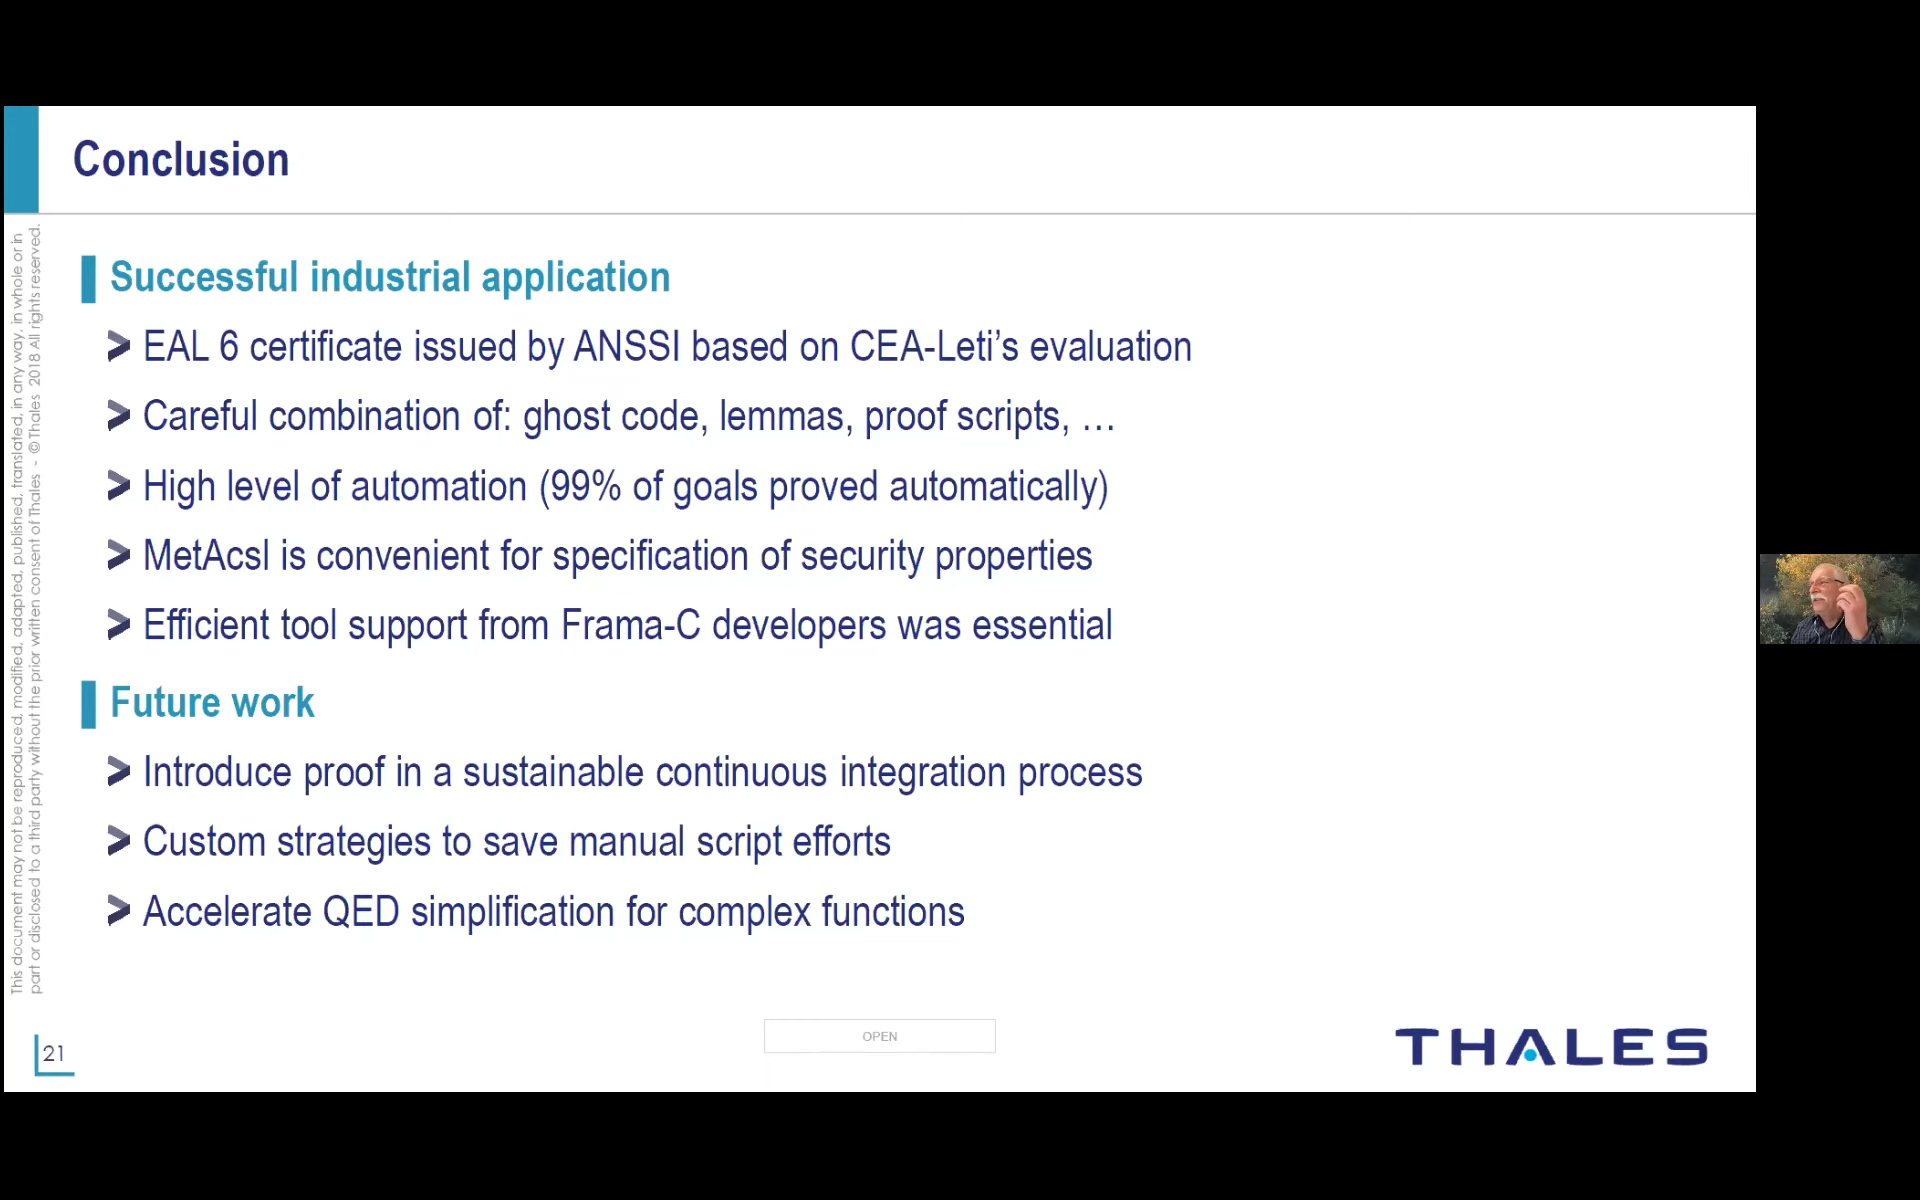 Conclusion
Successful industrial application
EAL 6 certificate issued by ANSSI based on CEA-Leti’s evaluation
Careful combination of: ghost code, lemmas, proof scripts, …
High level of automation (99% of goals proved automatically)
MetAcsl is convenient for specification of security properties
Efficient tool support from Frama-C developers was essential
Future work
Introduce proof in a sustainable continuous integration process
Custom strategies to save manual script efforts
Accelerate QED simplification for complex functions
This document may not be reproduced, modified, adapted, published, translated, in any way, in whole or in
part or disclosed to a third party without the prior written consent of Thales - © Thales 2018 All rights reserved.
21
OPEN
THALES